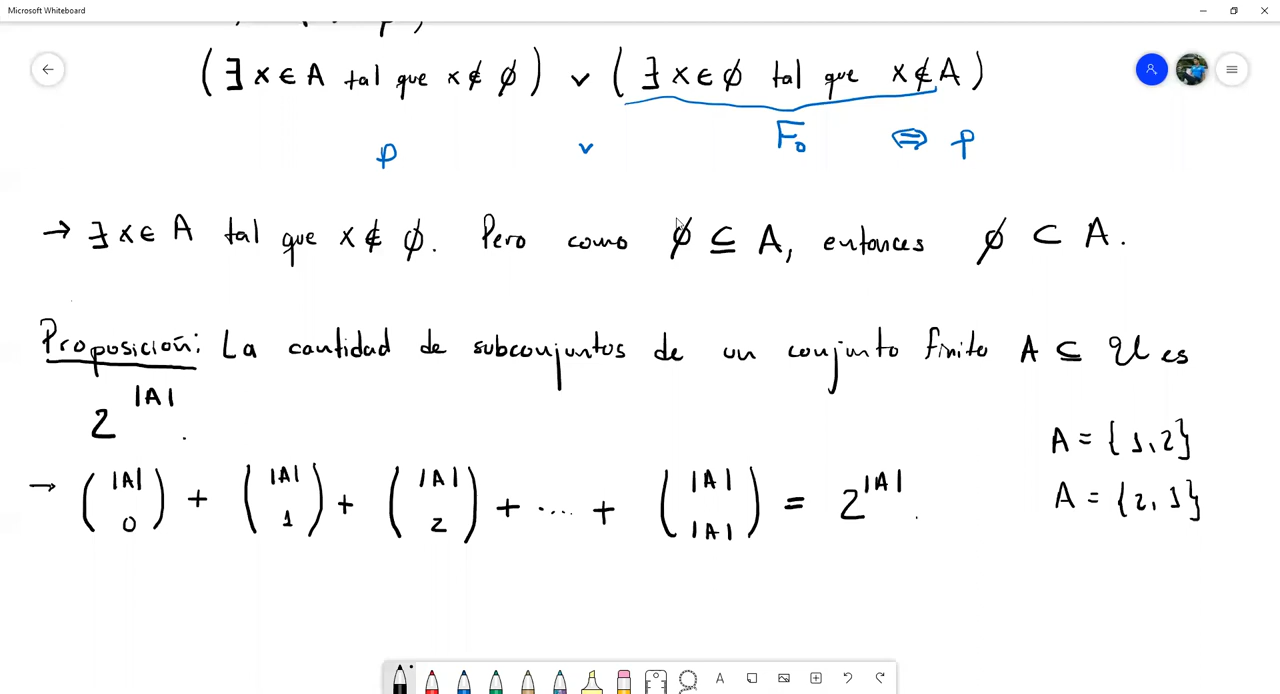 Microsoft Whiteboard
(∃ x ∈ A tal que x ∉ ∅) ∨ (∃ x ∈ ∅ tal que x ∉ A)
p ∨ F₀ ⇔ p
→ ∃ x ∈ A tal que x ∉ ∅. Pero como ∅ ⊆ A, entonces ∅ ⊂ A.
Proposición: La cantidad de subconjuntos de un conjunto finito A ⊆ 𝒰 es
2^|A|.
A = {1,2}
→ (|A| 0) + (|A| 1) + (|A| 2) + ... + (|A| |A|) = 2^|A|.
A = {2,1}
A